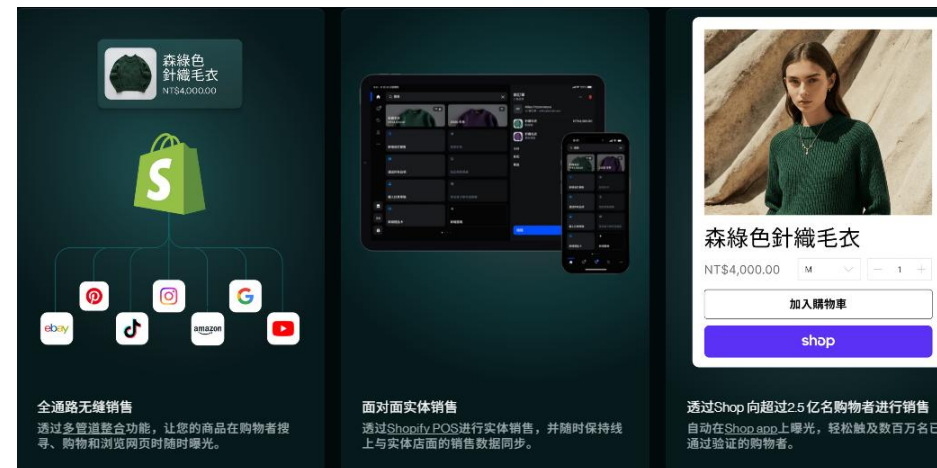 森綠色
針織毛衣
NT$4,000.00
ebay
amazon
全通路无缝销售
透过多管道整合功能，让您的商品在购物者搜
寻、购物和浏览网页时随时曝光。
面对面实体销售
透过Shopify POS进行实体销售，并随时保持线
上与实体店面的销售数据同步。
森綠色針織毛衣
NT$4,000.00 M － 1 ＋
加入購物車
shop
透过Shop 向超过2.5 亿名购物者进行销售
自动在Shop app上曝光，轻松触及数百万名已
通过验证的购物者。